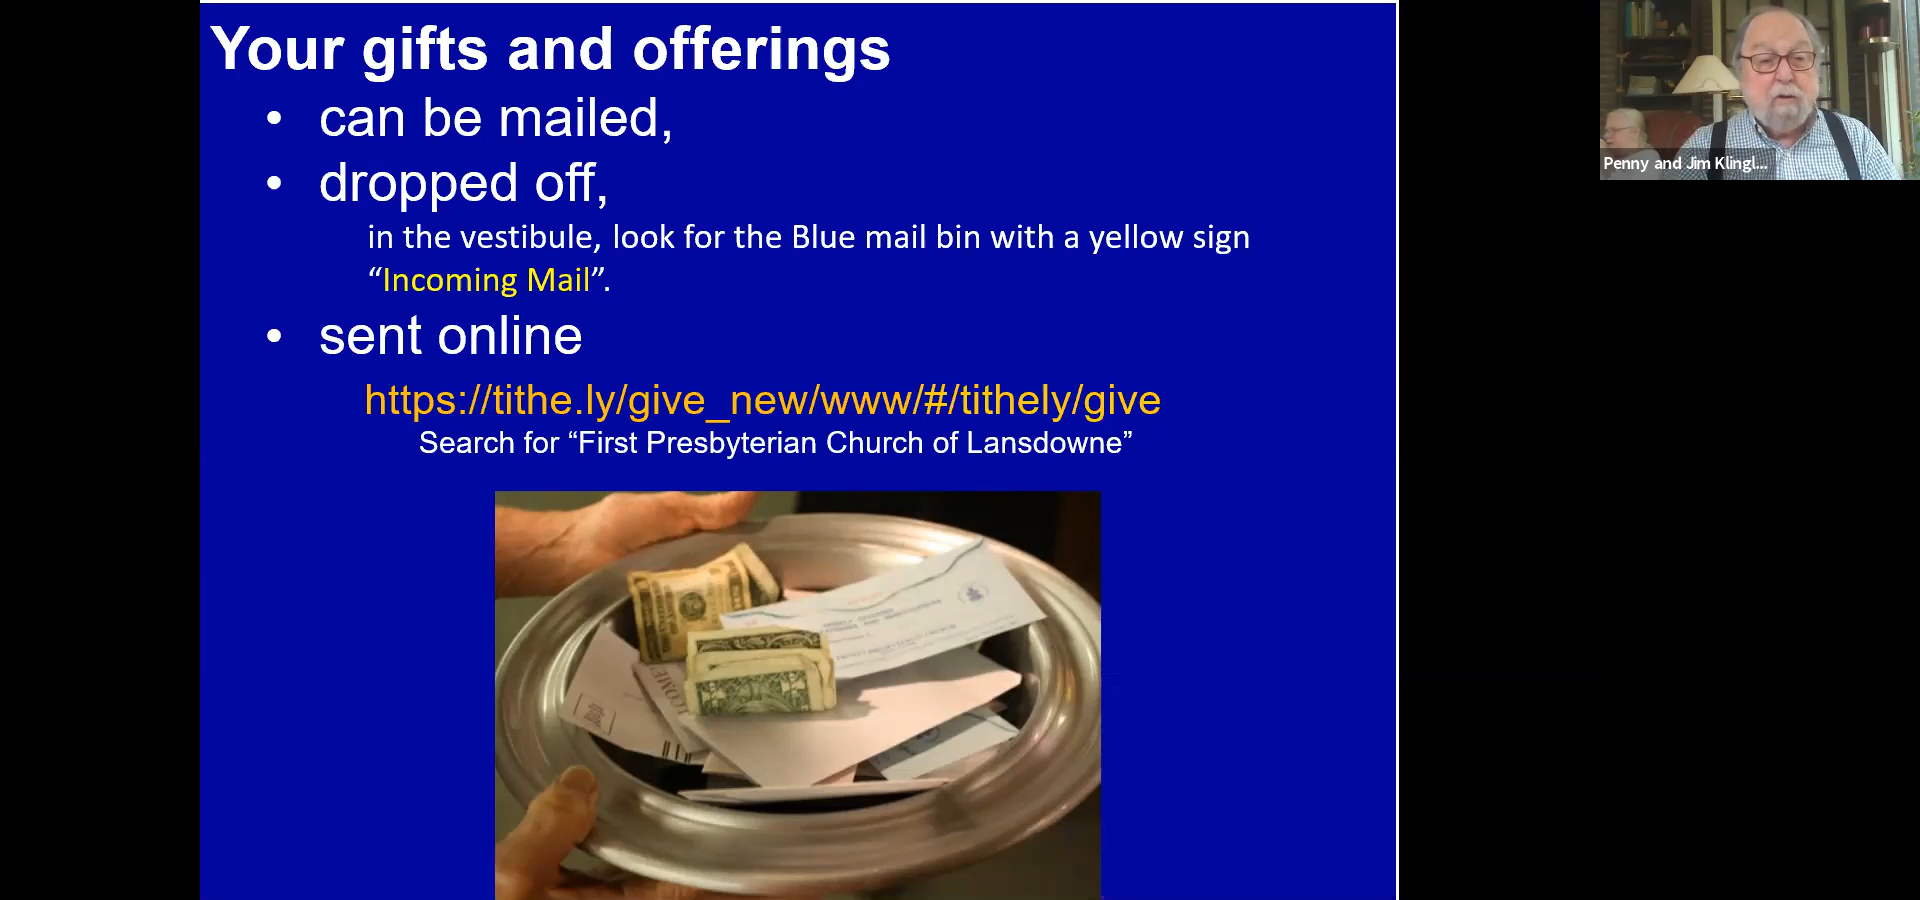 Your gifts and offerings
• can be mailed,
• dropped off,
in the vestibule, look for the Blue mail bin with a yellow sign
“Incoming Mail”.
• sent online
https://tithe.ly/give_new/www/#/tithely/give
Search for “First Presbyterian Church of Lansdowne”
Penny and Jim Klingl...